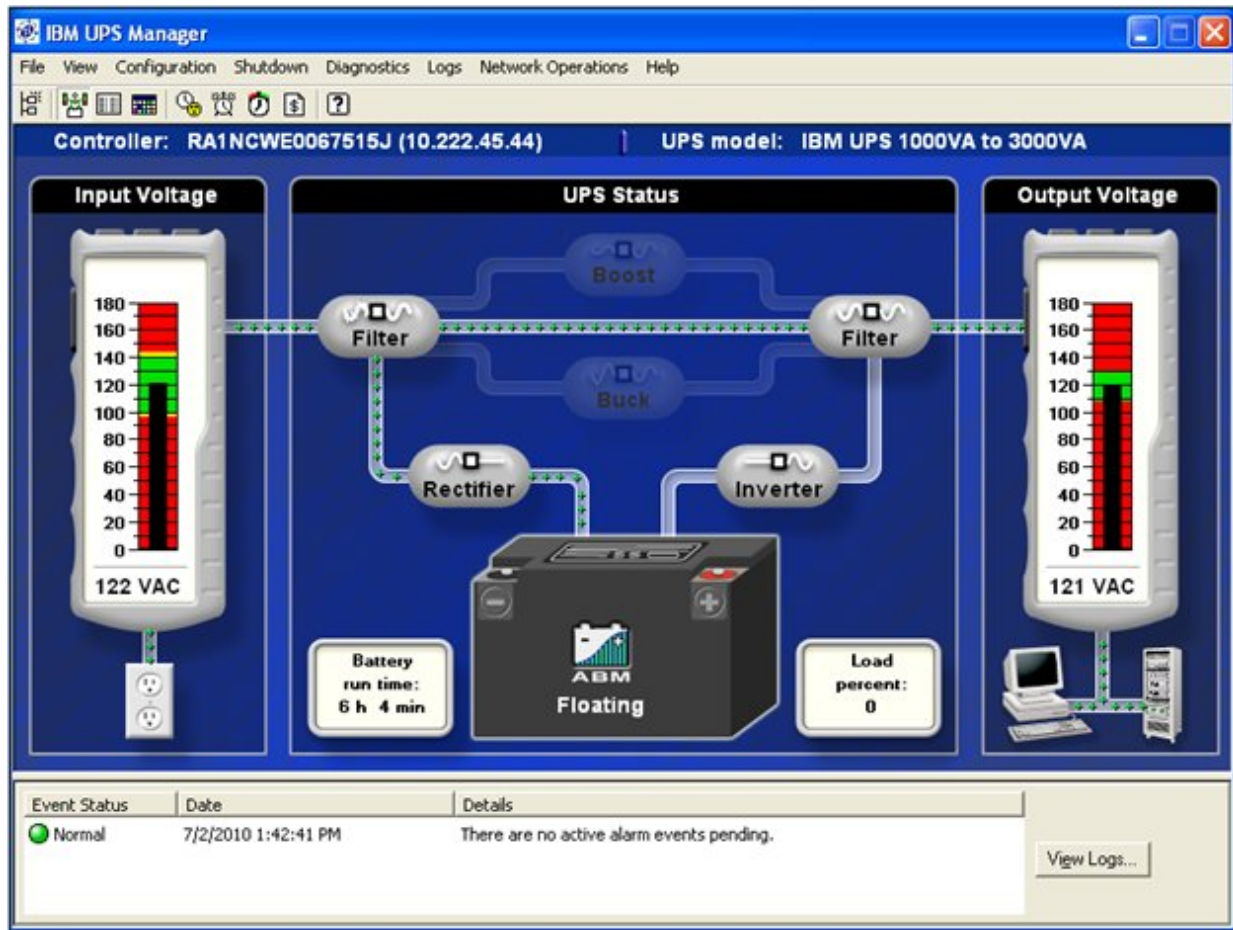 IBM UPS Manager
File View Configuration Shutdown Diagnostics Logs Network Operations Help
Controller: RA1NCWE0067515J (10.222.45.44) UPS model: IBM UPS 1000VA to 3000VA
Input Voltage
180
160
140
120
100
80
60
40
20
0
122 VAC
UPS Status
Boost
Filter
Filter
Buck
Rectifier
Inverter
ABM
Floating
Battery
run time:
6 h 4 min
Load
percent:
0
Output Voltage
180
160
140
120
100
80
60
40
20
0
121 VAC
Event Status Date Details
Normal 7/2/2010 1:42:41 PM There are no active alarm events pending.
View Logs...